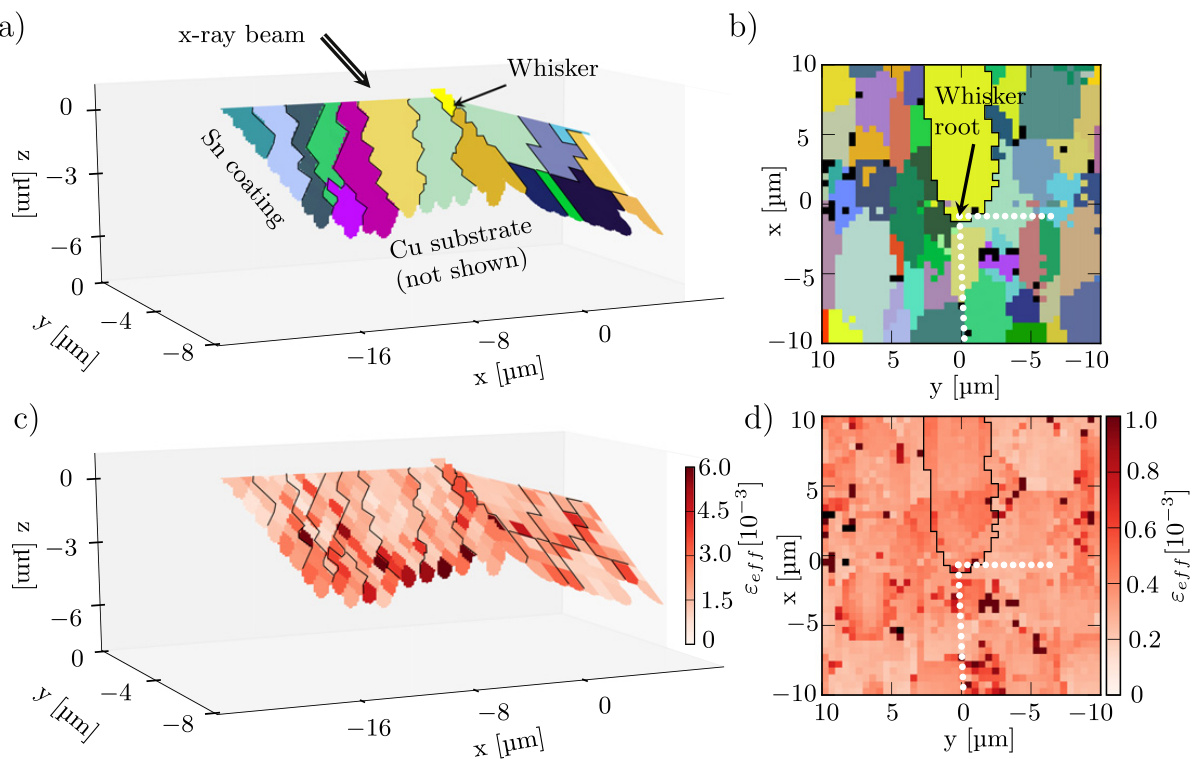 a)
x-ray beam
Whisker
Sn coating
Cu substrate
(not shown)
0
−3
−6
z [µm]
0
−4
−8
y [µm]
−16
−8
0
x [µm]
b)
Whisker
root
10
5
0
−5
−10
x [µm]
10
5
0
−5
−10
y [µm]
c)
0
−3
−6
z [µm]
0
−4
−8
y [µm]
−16
−8
0
x [µm]
6.0
4.5
3.0
1.5
0
εeff[10−3]
d)
10
5
0
−5
−10
x [µm]
10
5
0
−5
−10
y [µm]
1.0
0.8
0.6
0.4
0.2
0
εeff [10−3]